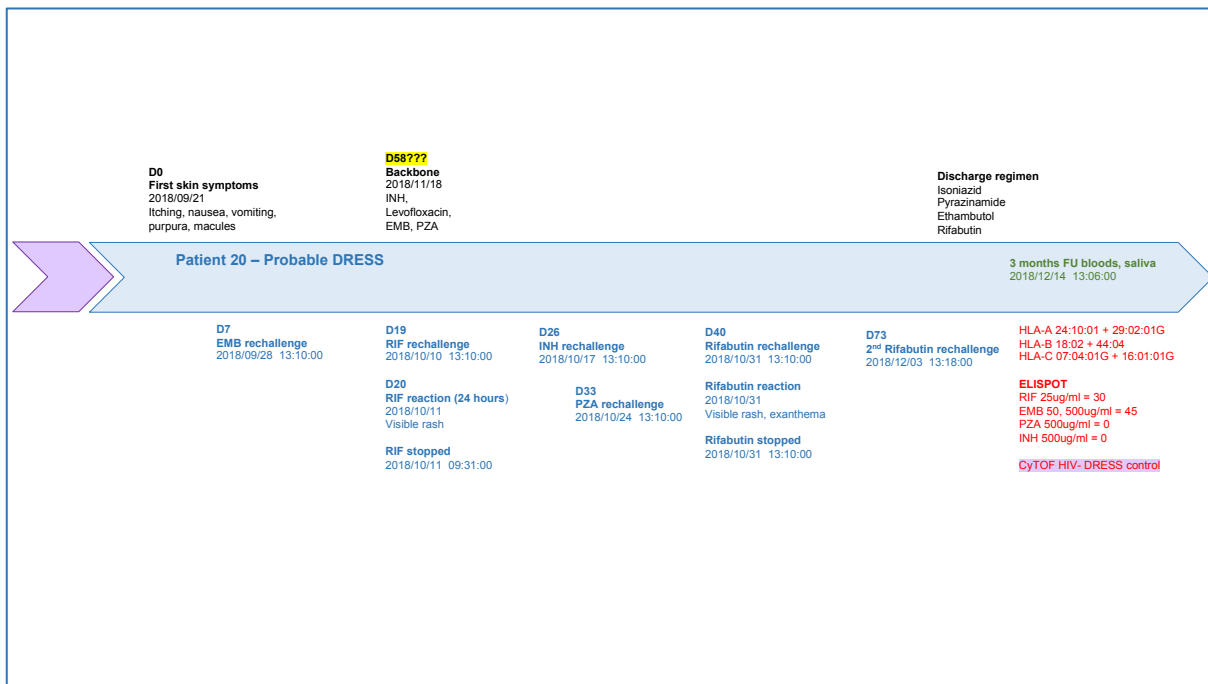 D0
First skin symptoms
2018/09/21
Itching, nausea, vomiting,
purpura, macules
D58???
Backbone
2018/11/18
INH,
Levofloxacin,
EMB, PZA
Discharge regimen
Isoniazid
Pyrazinamide
Ethambutol
Rifabutin
Patient 20 – Probable DRESS
3 months FU bloods, saliva
2018/12/14 13:06:00
D7
EMB rechallenge
2018/09/28 13:10:00
D19
RIF rechallenge
2018/10/10 13:10:00
D20
RIF reaction (24 hours)
2018/10/11
Visible rash
RIF stopped
2018/10/11 09:31:00
D26
INH rechallenge
2018/10/17 13:10:00
D33
PZA rechallenge
2018/10/24 13:10:00
D40
Rifabutin rechallenge
2018/10/31 13:10:00
Rifabutin reaction
2018/10/31
Visible rash, exanthema
Rifabutin stopped
2018/10/31 13:10:00
D73
2nd Rifabutin rechallenge
2018/12/03 13:18:00
HLA-A 24:10:01 + 29:02:01G
HLA-B 18:02 + 44:04
HLA-C 07:04:01G + 16:01:01G
ELISPOT
RIF 25ug/ml = 30
EMB 50, 500ug/ml = 45
PZA 500ug/ml = 0
INH 500ug/ml = 0
CyTOF HIV- DRESS control